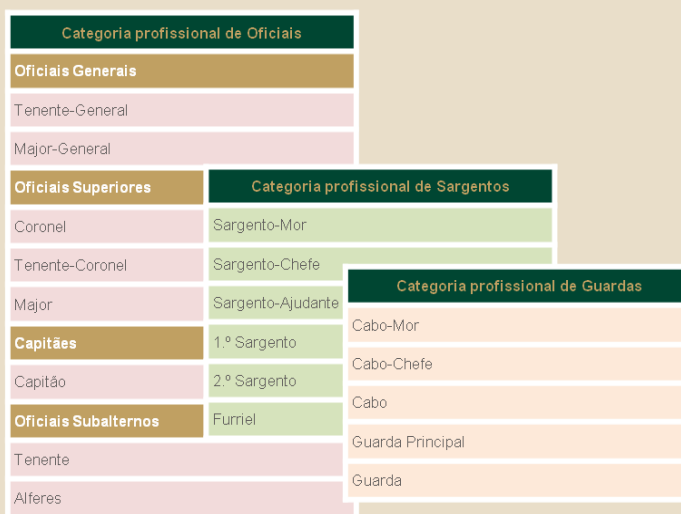 Categoria profissional de Oficiais
Oficiais Generais
Tenente-General
Major-General
Oficiais Superiores
Coronel
Tenente-Coronel
Major
Capitães
Capitão
Oficiais Subalternos
Tenente
Alferes
Categoria profissional de Sargentos
Sargento-Mor
Sargento-Chefe
Sargento-Ajudante
1.º Sargento
2.º Sargento
Furriel
Categoria profissional de Guardas
Cabo-Mor
Cabo-Chefe
Cabo
Guarda Principal
Guarda